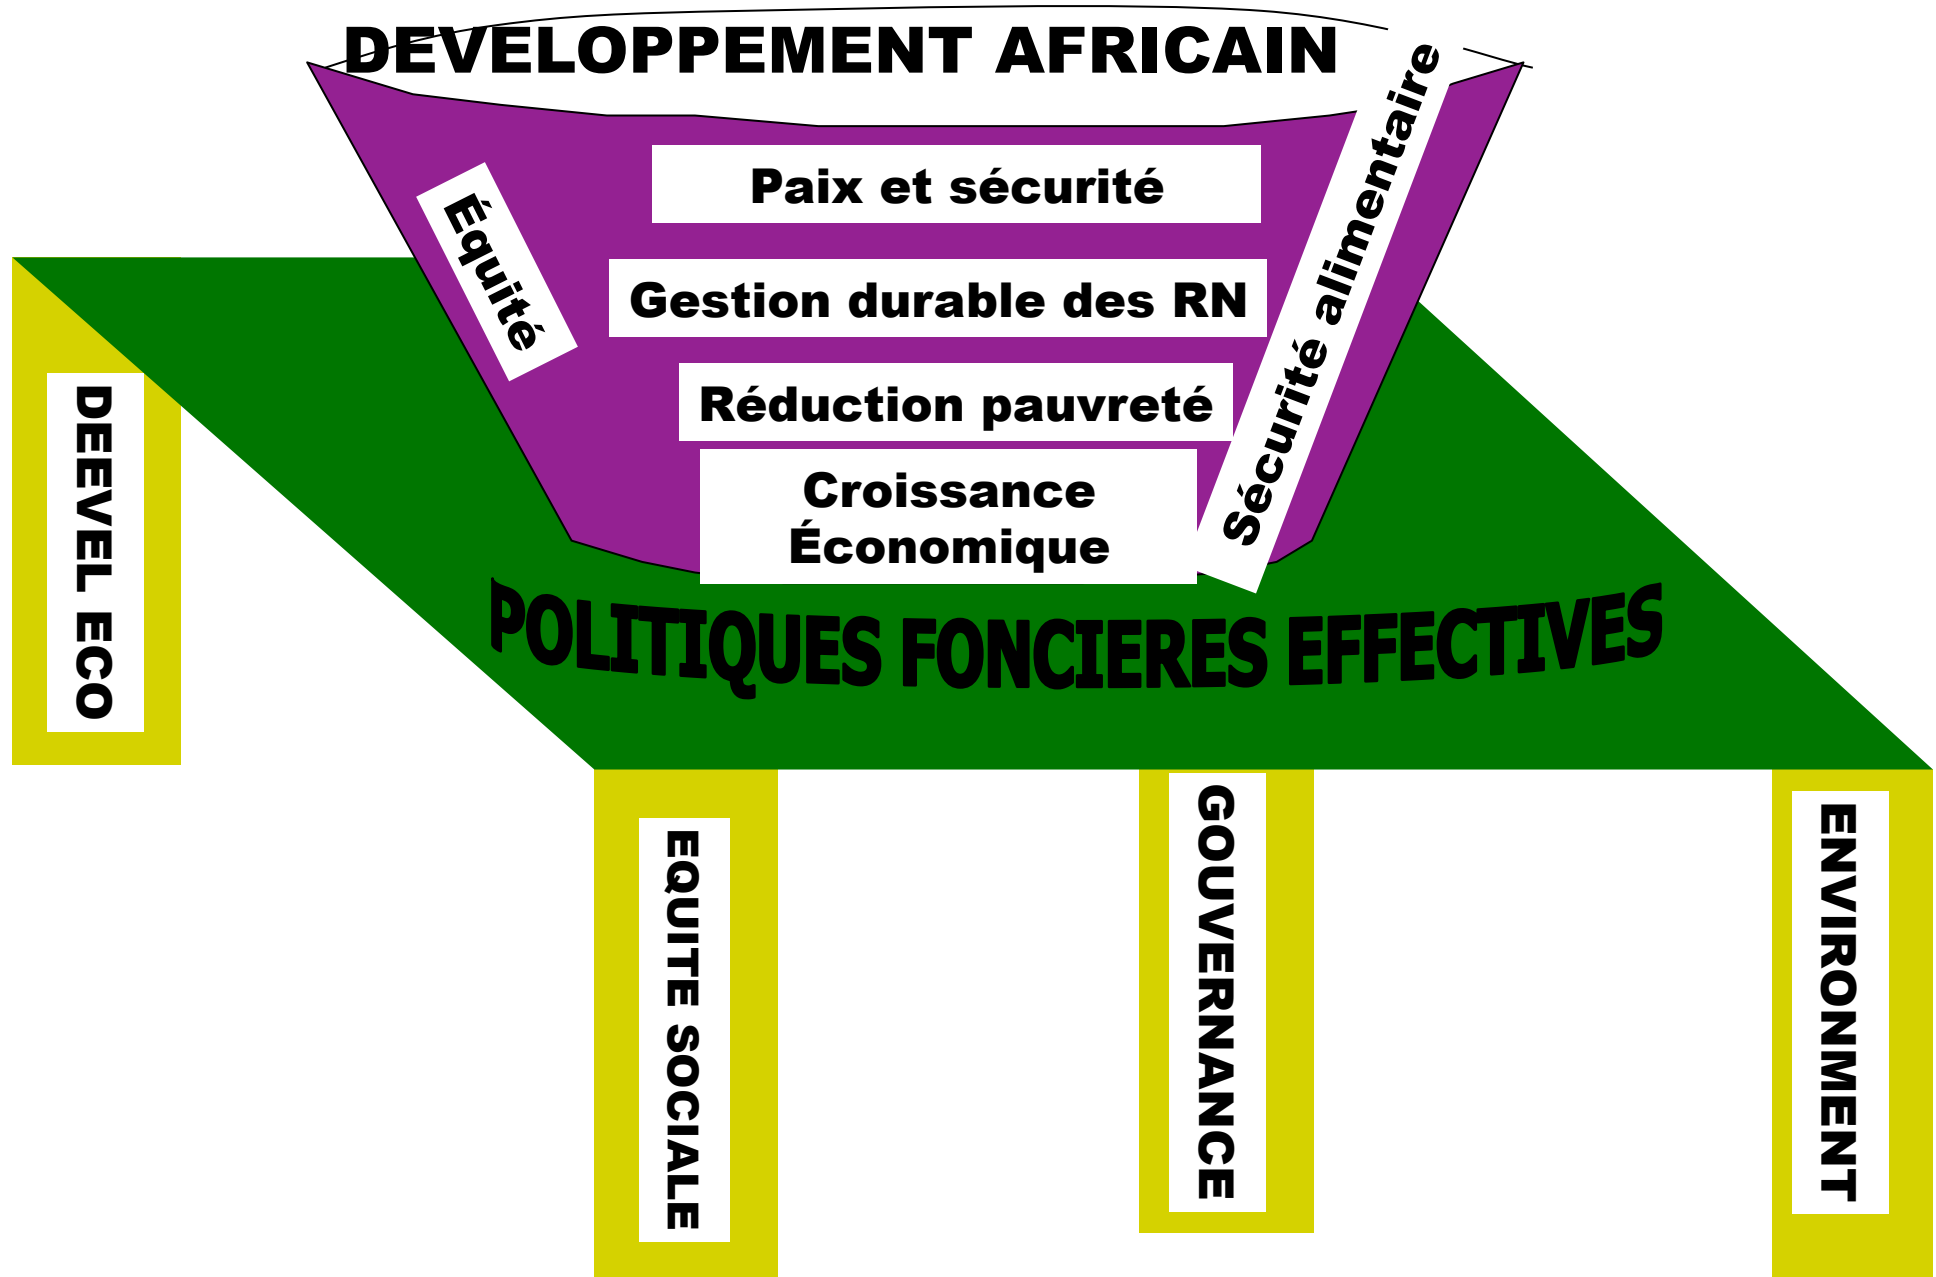 DEVELOPPEMENT AFRICAIN
Paix et sécurité
Équité
Gestion durable des RN
Sécurité alimentaire
Réduction pauvreté
Croissance
Économique
DEEVEL ECO
POLITIQUES FONCIERES EFFECTIVES
EQUITE SOCIALE
GOUVERNANCE
ENVIRONMENT